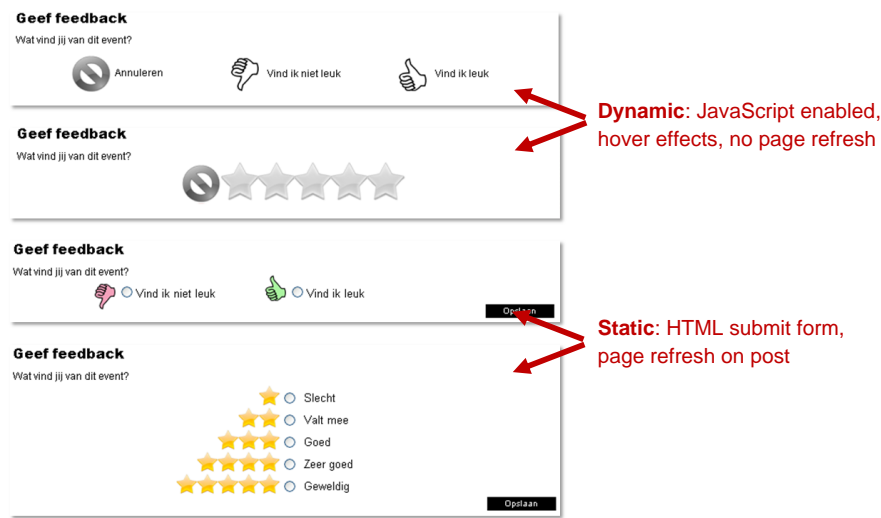 Geef feedback
Wat vind jij van dit event?
Annuleren
Vind ik niet leuk
Vind ik leuk
Dynamic: JavaScript enabled,
hover effects, no page refresh
Geef feedback
Wat vind jij van dit event?
Geef feedback
Wat vind jij van dit event?
Vind ik niet leuk
Vind ik leuk
Opslaan
Static: HTML submit form,
page refresh on post
Geef feedback
Wat vind jij van dit event?
Slecht
Valt mee
Goed
Zeer goed
Geweldig
Opslaan